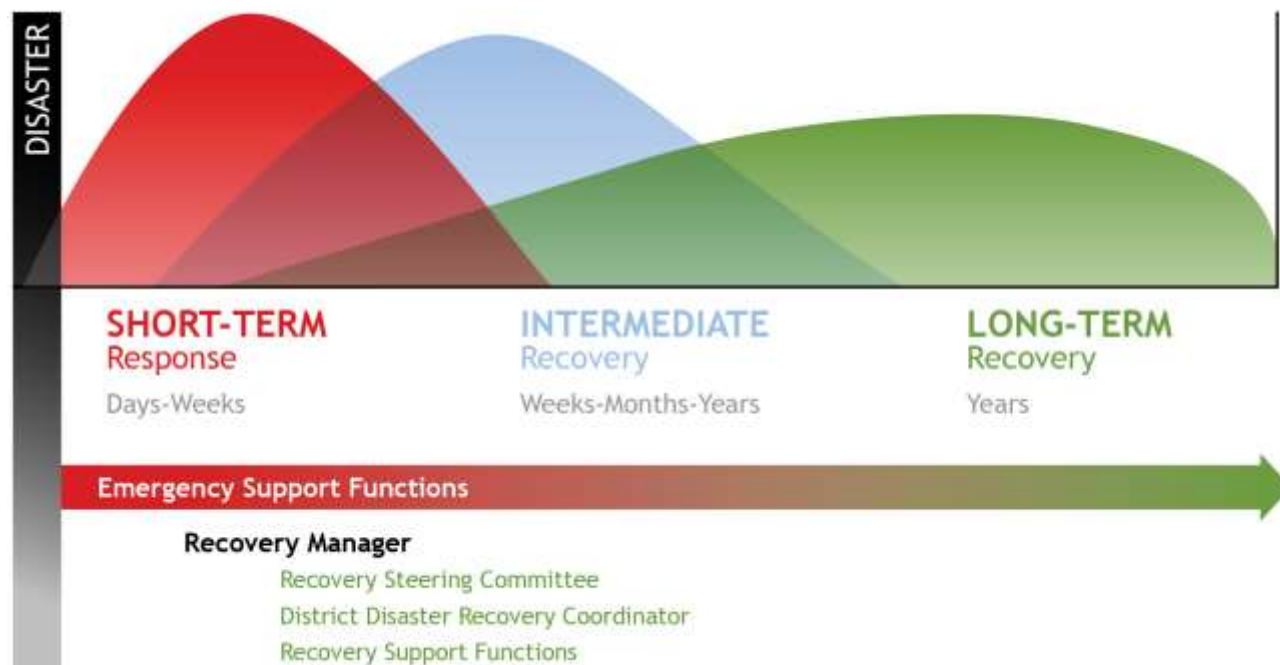 DISASTER
SHORT-TERM
Response
Days-Weeks
INTERMEDIATE
Recovery
Weeks-Months-Years
LONG-TERM
Recovery
Years
Emergency Support Functions
Recovery Manager
Recovery Steering Committee
District Disaster Recovery Coordinator
Recovery Support Functions